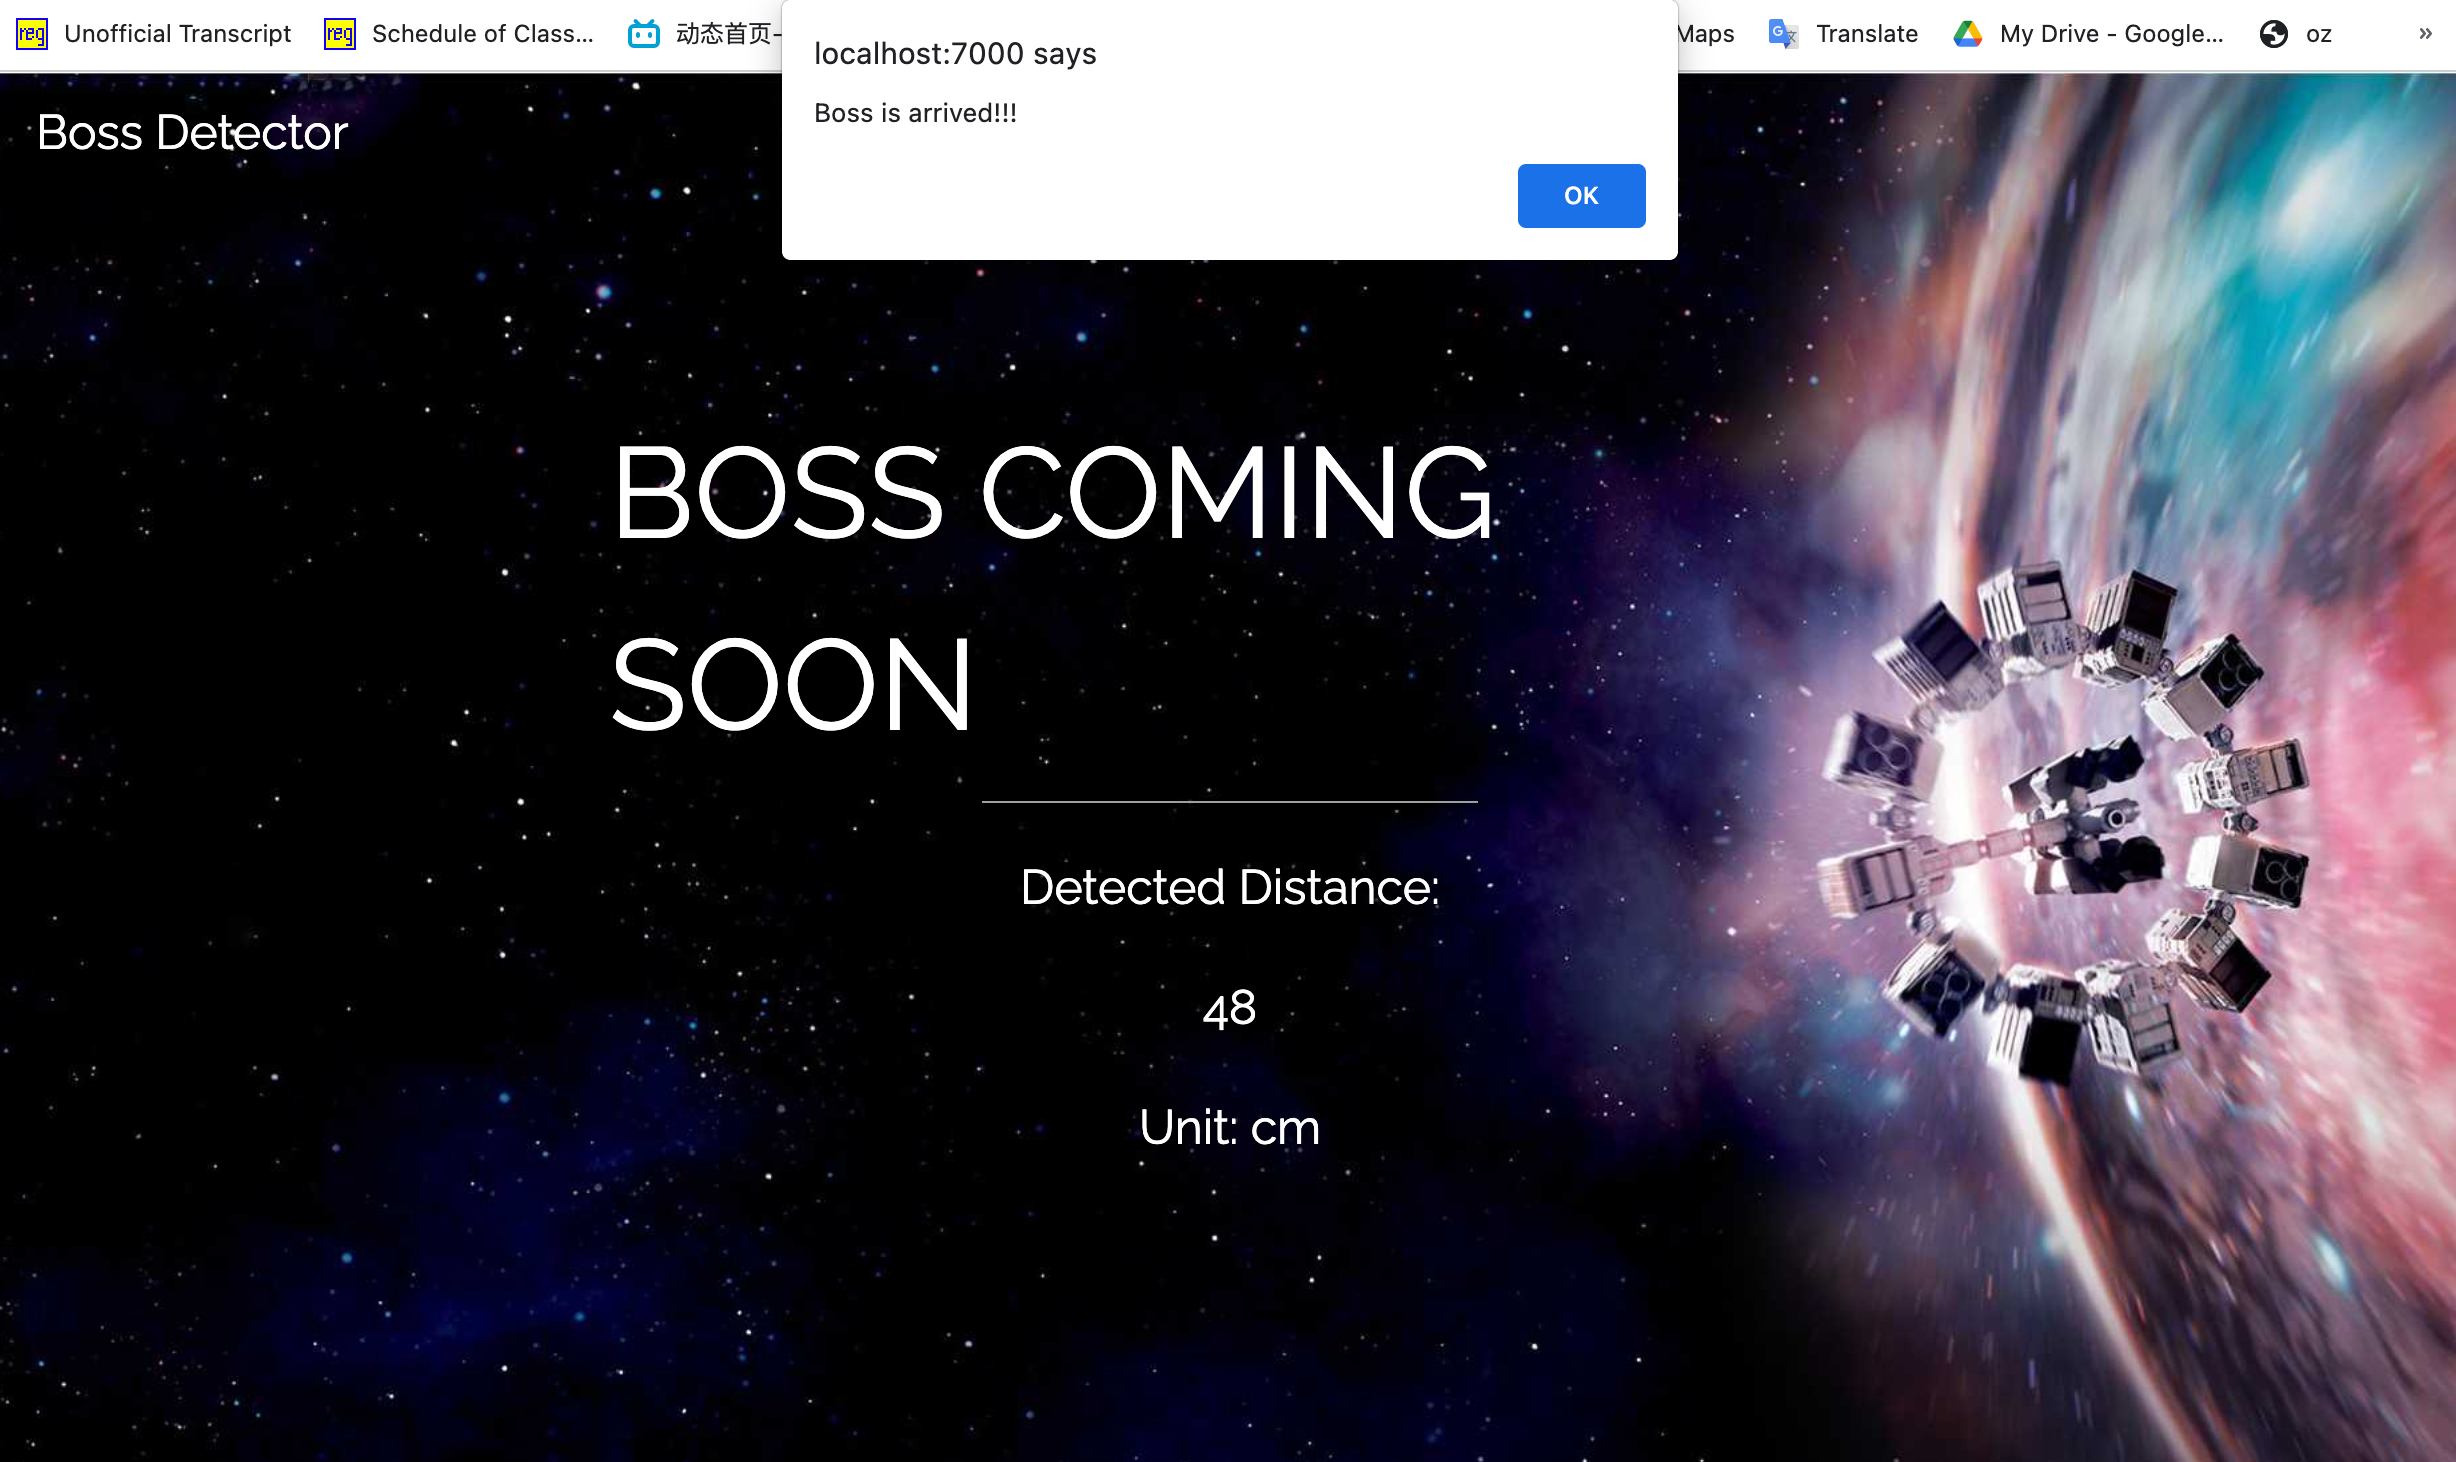 reg Unofficial Transcript reg Schedule of Class... 动态首页- Maps Translate My Drive - Google... oz »
localhost:7000 says
Boss is arrived!!!
OK
Boss Detector
BOSS COMING
SOON
Detected Distance:
48
Unit: cm